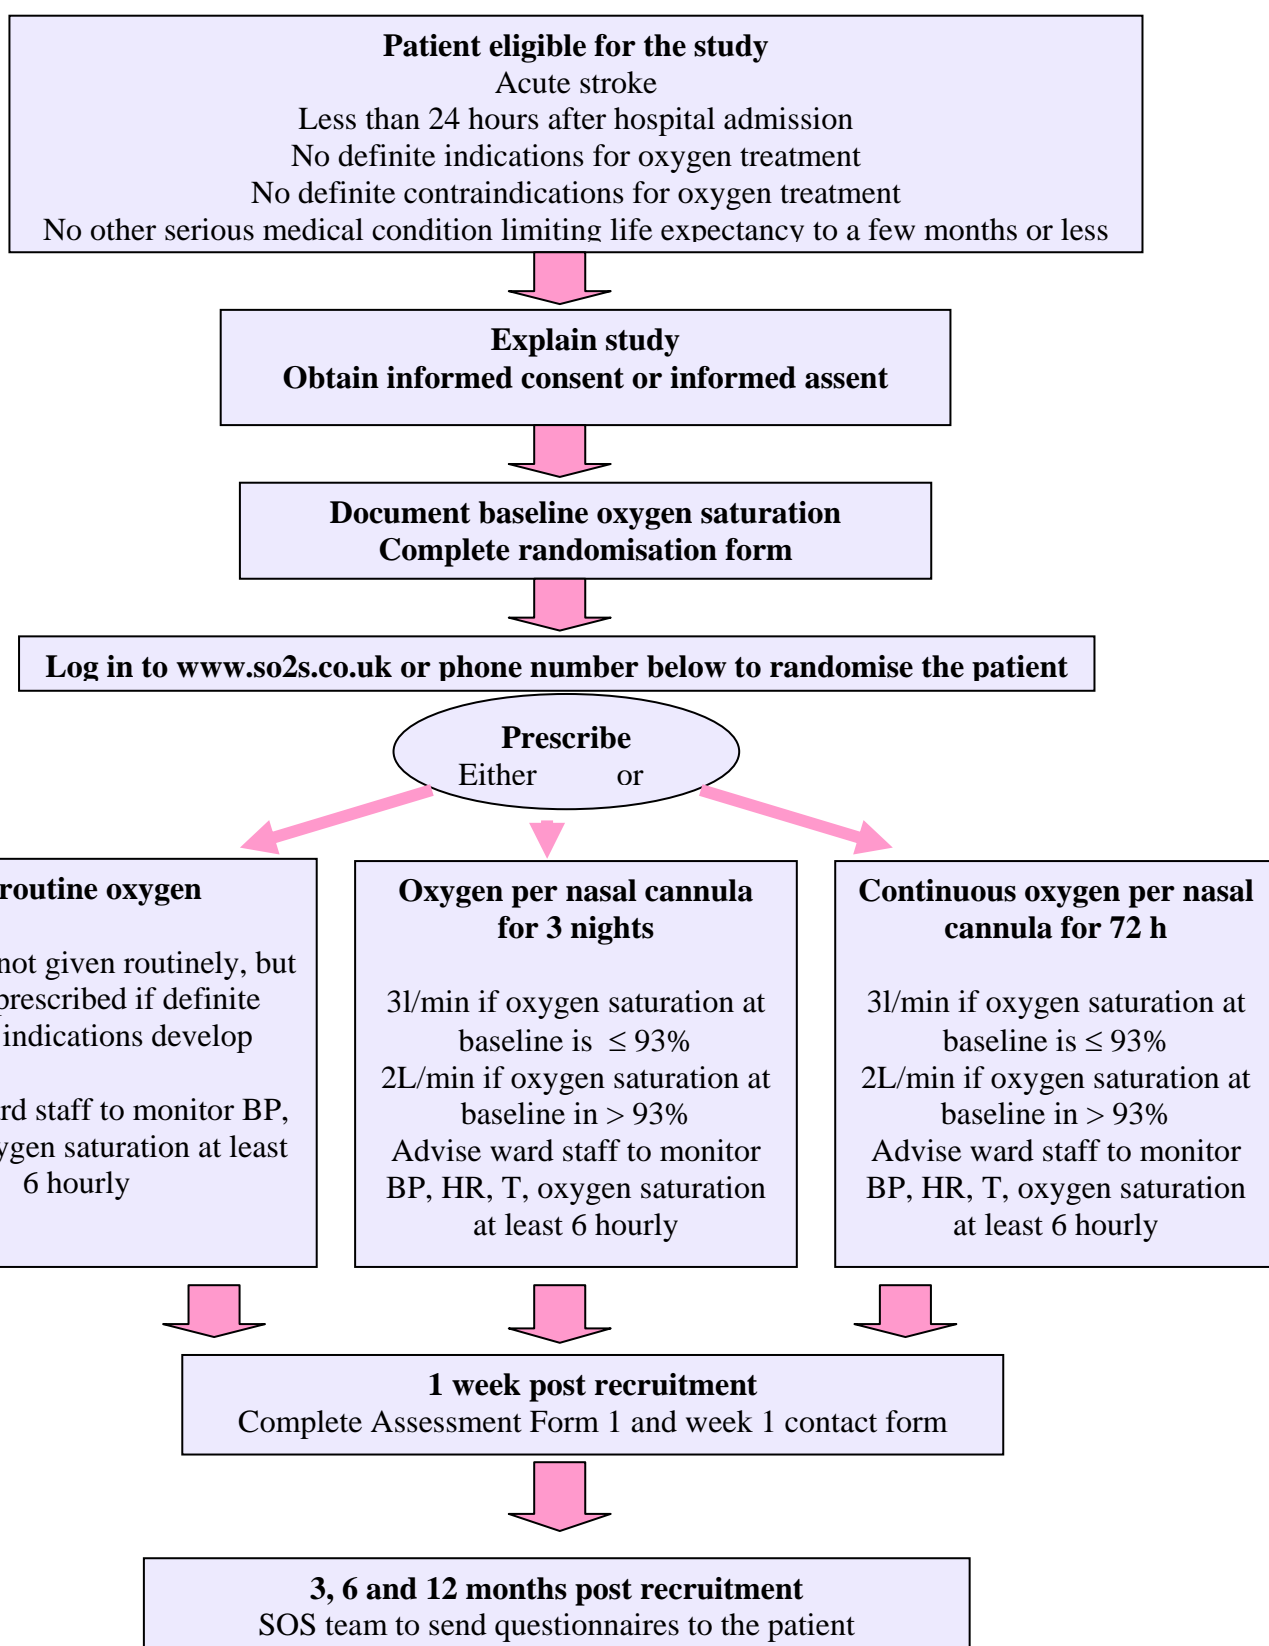 Patient eligible for the study
Acute stroke
Less than 24 hours after hospital admission
No definite indications for oxygen treatment
No definite contraindications for oxygen treatment
No other serious medical condition limiting life expectancy to a few months or less
Explain study
Obtain informed consent or informed assent
Document baseline oxygen saturation
Complete randomisation form
Log in to www.so2s.co.uk or phone number below to randomise the patient
Prescribe
Either or
routine oxygen
not given routinely, but
prescribed if definite
indications develop
rd staff to monitor BP,
ygen saturation at least
6 hourly
Oxygen per nasal cannula
for 3 nights
3l/min if oxygen saturation at
baseline is ≤ 93%
2L/min if oxygen saturation at
baseline in > 93%
Advise ward staff to monitor
BP, HR, T, oxygen saturation
at least 6 hourly
Continuous oxygen per nasal
cannula for 72 h
3l/min if oxygen saturation at
baseline is ≤ 93%
2L/min if oxygen saturation at
baseline in > 93%
Advise ward staff to monitor
BP, HR, T, oxygen saturation
at least 6 hourly
1 week post recruitment
Complete Assessment Form 1 and week 1 contact form
3, 6 and 12 months post recruitment
SOS team to send questionnaires to the patient